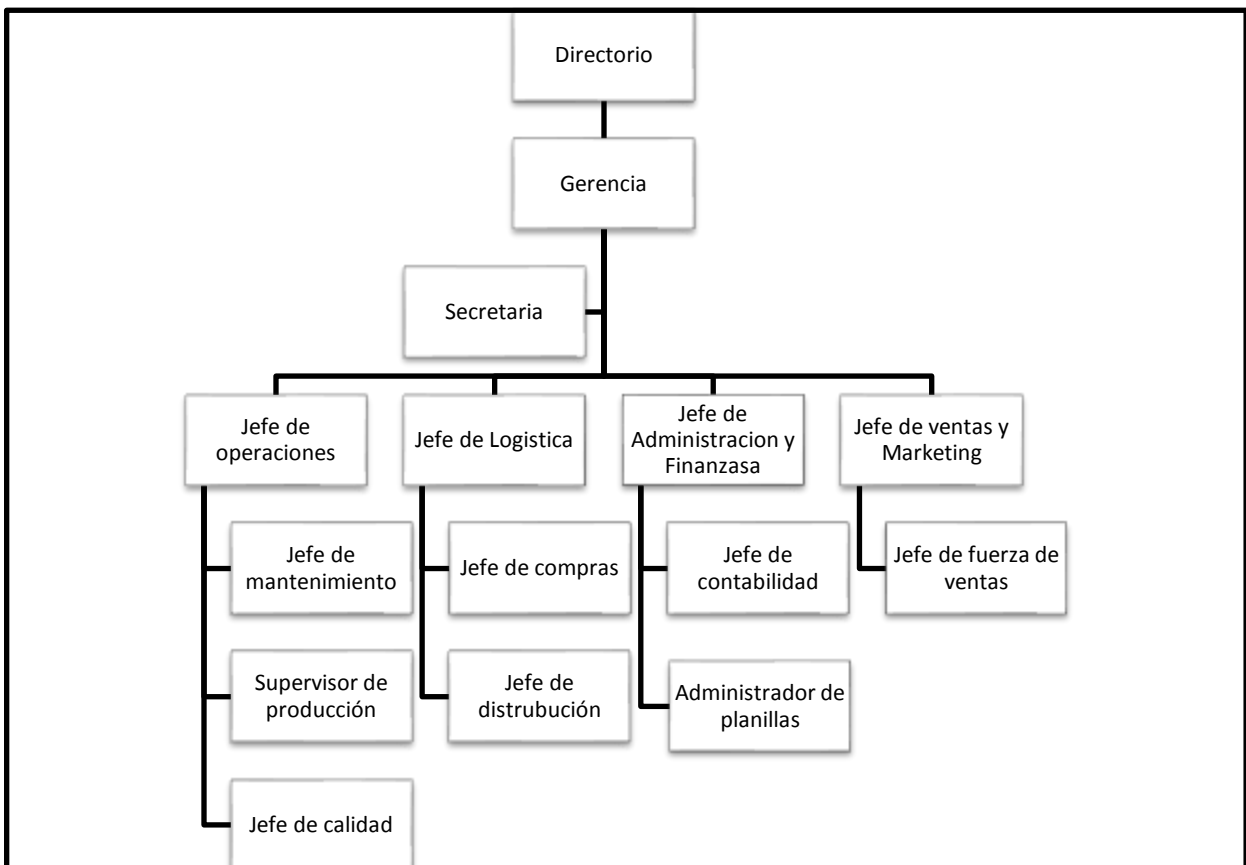 Directorio
Gerencia
Secretaria
Jefe de
operaciones
Jefe de Logistica
Jefe de
Administracion y
Finanzasa
Jefe de ventas y
Marketing
Jefe de
mantenimiento
Jefe de compras
Jefe de
contabilidad
Jefe de fuerza de
ventas
Supervisor de
producción
Jefe de
distrubución
Administrador de
planillas
Jefe de calidad